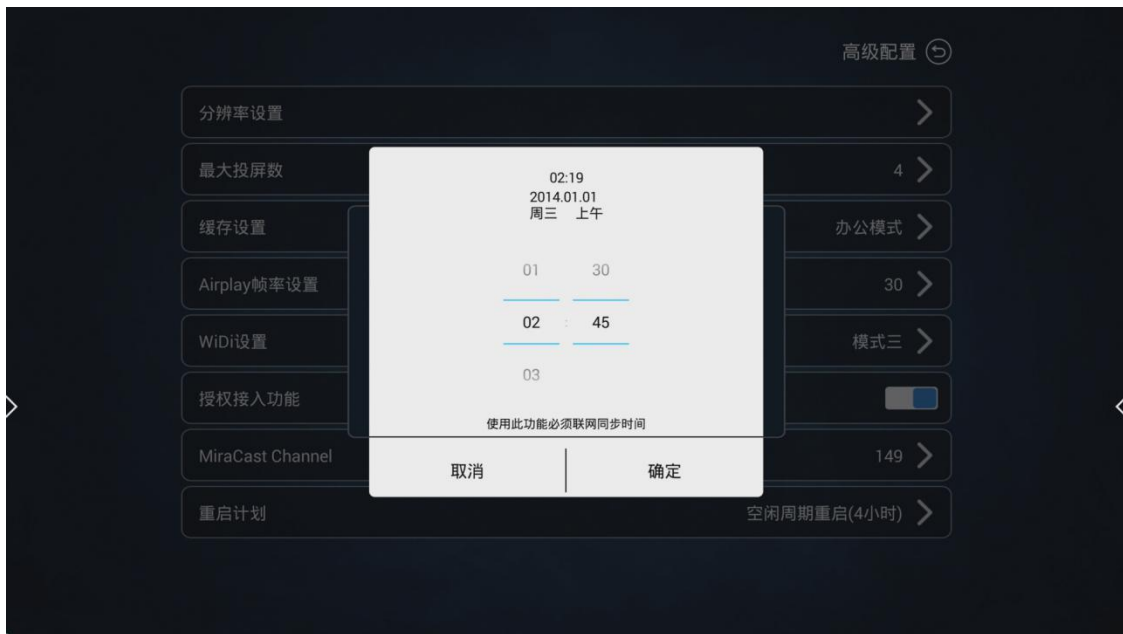 高级配置
分辨率设置
最大投屏数 4
缓存设置 办公模式
Airplay帧率设置 30
WiDi设置 模式三
授权接入功能
MiraCast Channel 149
重启计划 空闲周期重启(4小时)
02:19
2014.01.01
周三 上午
01 30
02 : 45
03
使用此功能必须联网同步时间
取消 确定